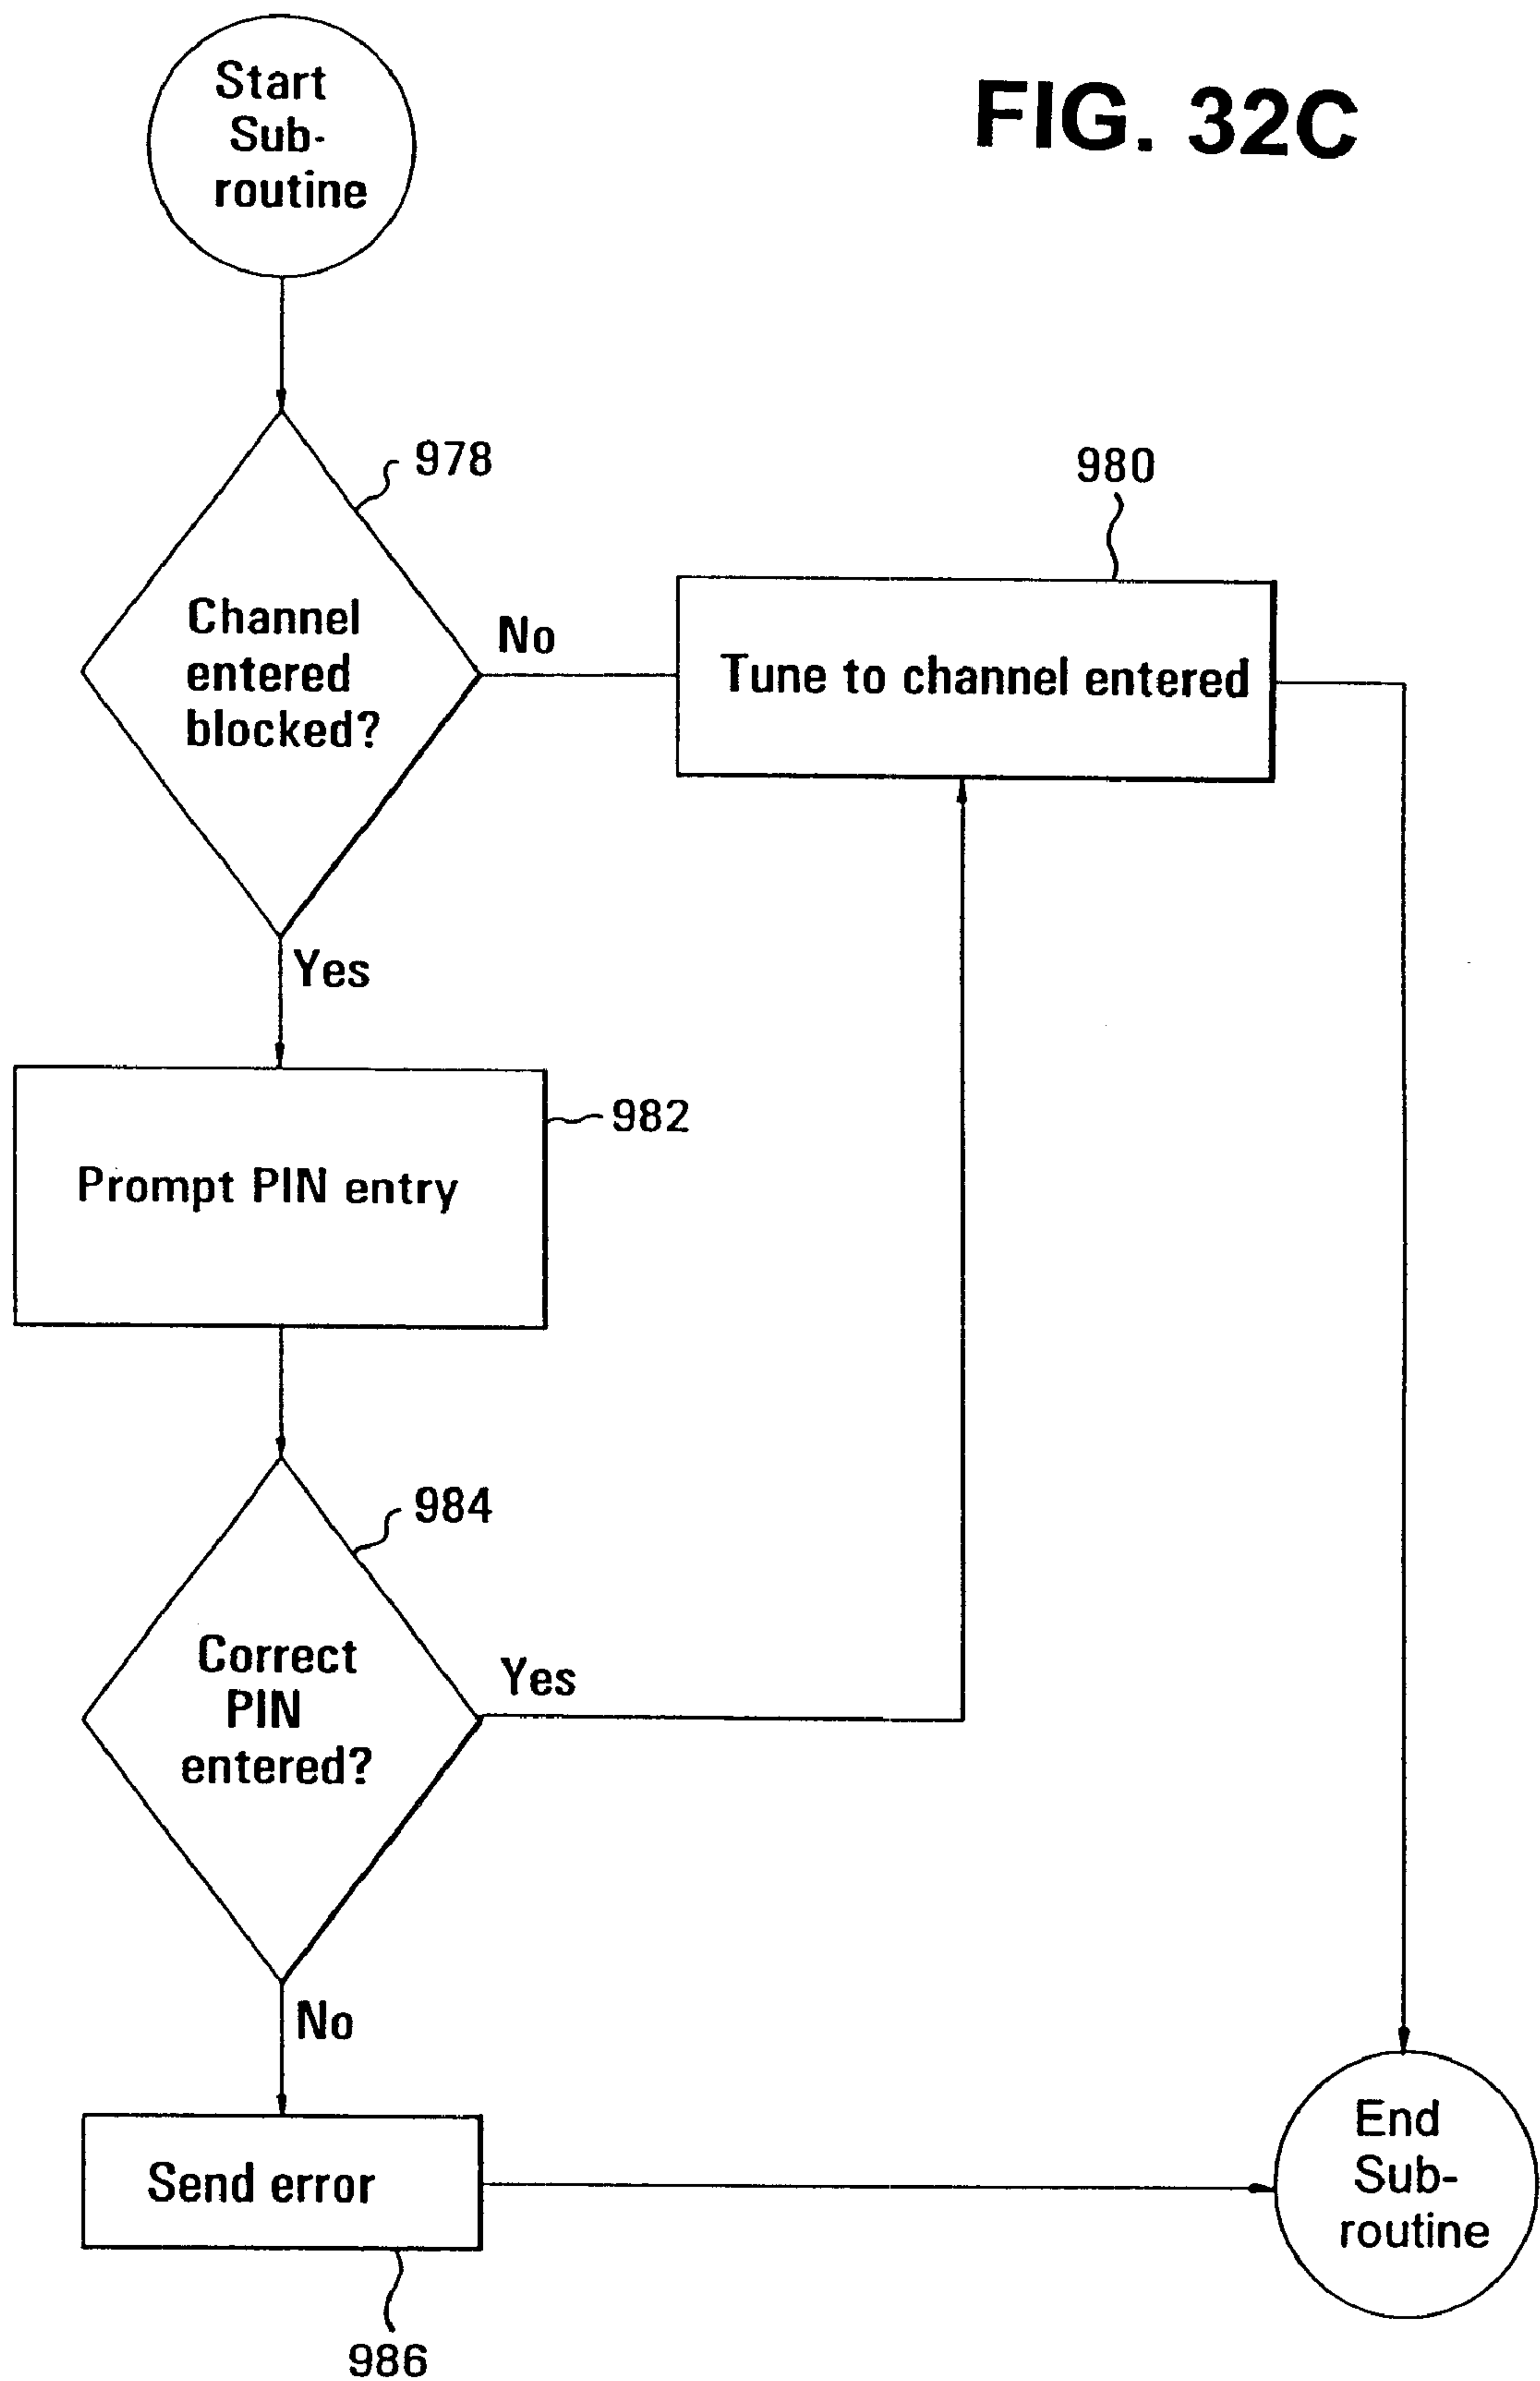 FIG. 32C
Start
Sub-
routine
978
Channel
entered
blocked?
No
980
Tune to channel entered
Yes
982
Prompt PIN entry
984
Correct
PIN
entered?
Yes
No
Send error
986
End
Sub-
routine